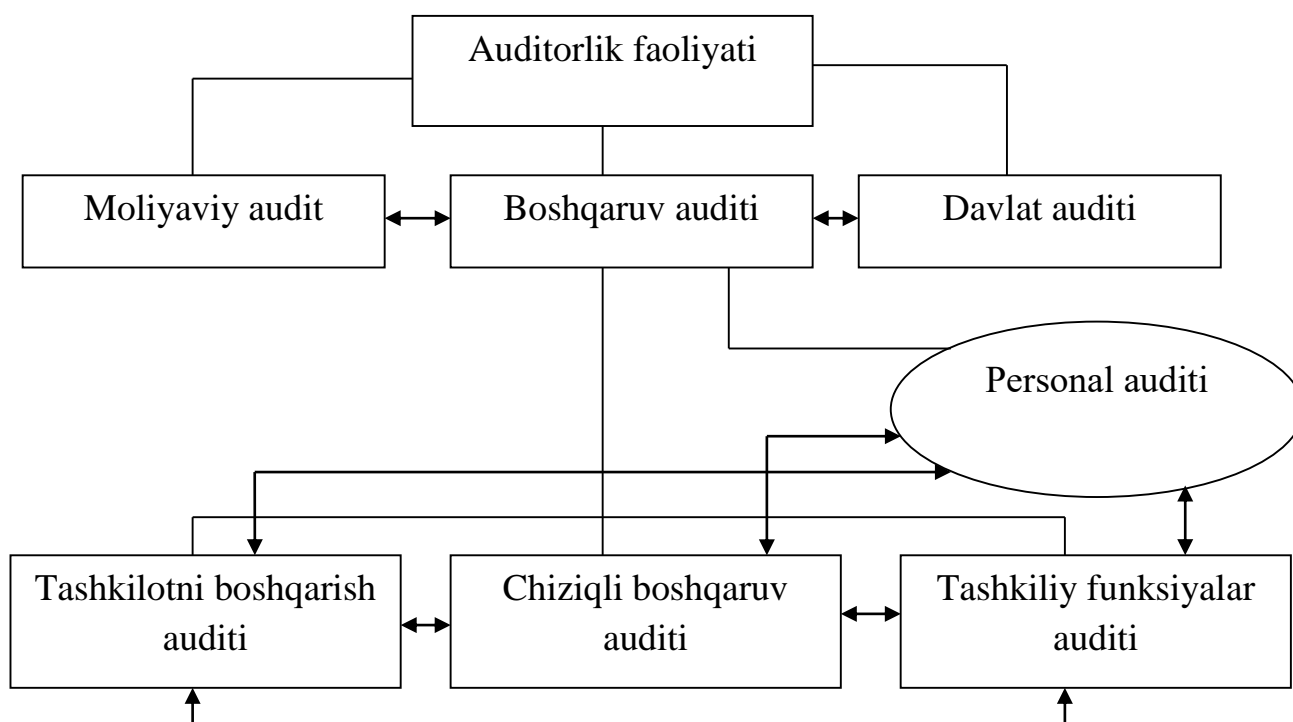 Auditorlik faoliyati
Moliyaviy audit
Boshqaruv auditi
Davlat auditi
Personal auditi
Tashkilotni boshqarish
auditi
Chiziqli boshqaruv
auditi
Tashkiliy funksiyalar
auditi